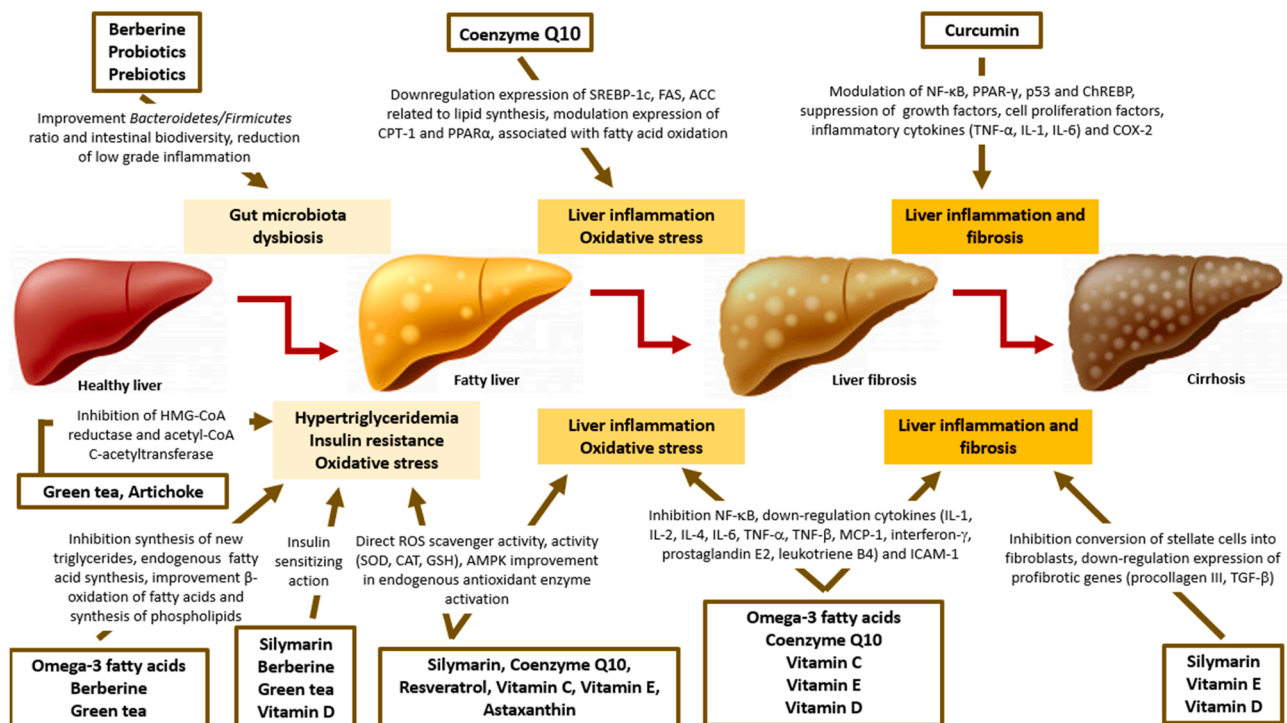 Berberine
Probiotics
Prebiotics
Coenzyme Q10
Curcumin
Improvement Bacteroidetes/Firmicutes
ratio and intestinal biodiversity, reduction
of low grade inflammation
Downregulation expression of SREBP-1c, FAS, ACC
related to lipid synthesis, modulation expression of
CPT-1 and PPARα, associated with fatty acid oxidation
Modulation of NF-κB, PPAR-γ, p53 and ChREBP,
suppression of growth factors, cell proliferation factors,
inflammatory cytokines (TNF-α, IL-1, IL-6) and COX-2
Gut microbiota
dysbiosis
Liver inflammation
Oxidative stress
Liver inflammation and
fibrosis
Healthy liver
Fatty liver
Liver fibrosis
Cirrhosis
Inhibition of HMG-CoA
reductase and acetyl-CoA
C-acetyltransferase
Green tea, Artichoke
Hypertriglyceridemia
Insulin resistance
Oxidative stress
Liver inflammation
Oxidative stress
Liver inflammation and
fibrosis
Inhibition synthesis of new
triglycerides, endogenous fatty
acid synthesis, improvement β-
oxidation of fatty acids and
synthesis of phospholipids
Insulin
sensitizing
action
Direct ROS scavenger activity, activity
(SOD, CAT, GSH), AMPK improvement
in endogenous antioxidant enzyme
activation
Inhibition NF-κB, down-regulation cytokines (IL-1,
IL-2, IL-4, IL-6, TNF-α, TNF-β, MCP-1, interferon-γ,
prostaglandin E2, leukotriene B4) and ICAM-1
Inhibition conversion of stellate cells into
fibroblasts, down-regulation expression of
profibrotic genes (procollagen III, TGF-β)
Omega-3 fatty acids
Berberine
Green tea
Silymarin
Berberine
Green tea
Vitamin D
Silymarin, Coenzyme Q10,
Resveratrol, Vitamin C, Vitamin E,
Astaxanthin
Omega-3 fatty acids
Coenzyme Q10
Vitamin C
Vitamin E
Vitamin D
Silymarin
Vitamin E
Vitamin D